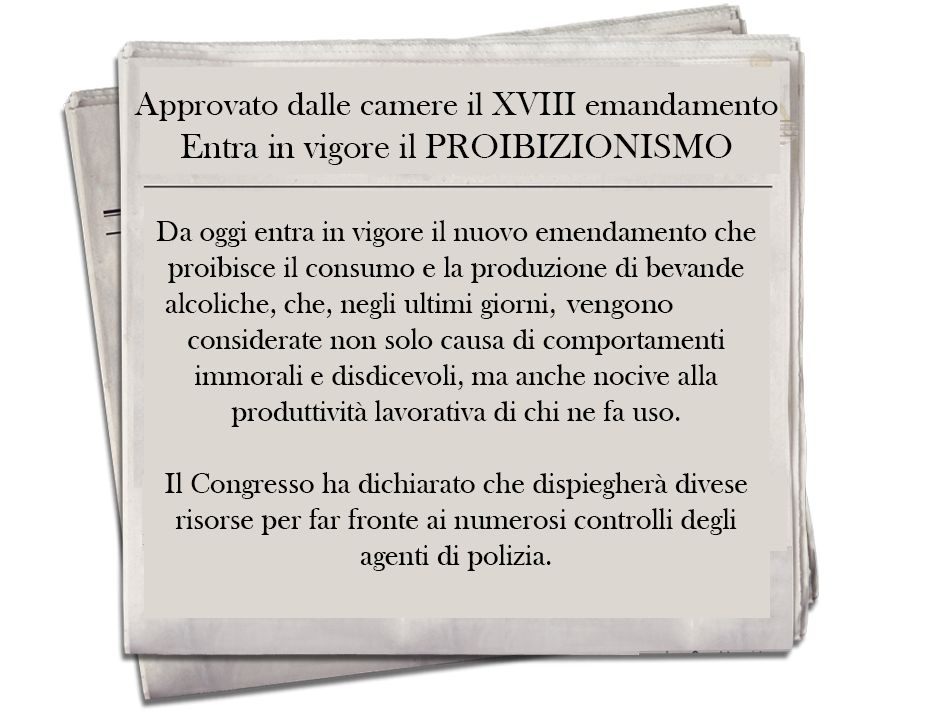 Approvato dalle camere il XVIII emandamento
Entra in vigore il PROIBIZIONISMO
Da oggi entra in vigore il nuovo emendamento che
proibisce il consumo e la produzione di bevande
alcoliche, che, negli ultimi giorni, vengono
considerate non solo causa di comportamenti
immorali e disdicevoli, ma anche nocive alla
produttività lavorativa di chi ne fa uso.
Il Congresso ha dichiarato che dispiegherà divese
risorse per far fronte ai numerosi controlli degli
agenti di polizia.